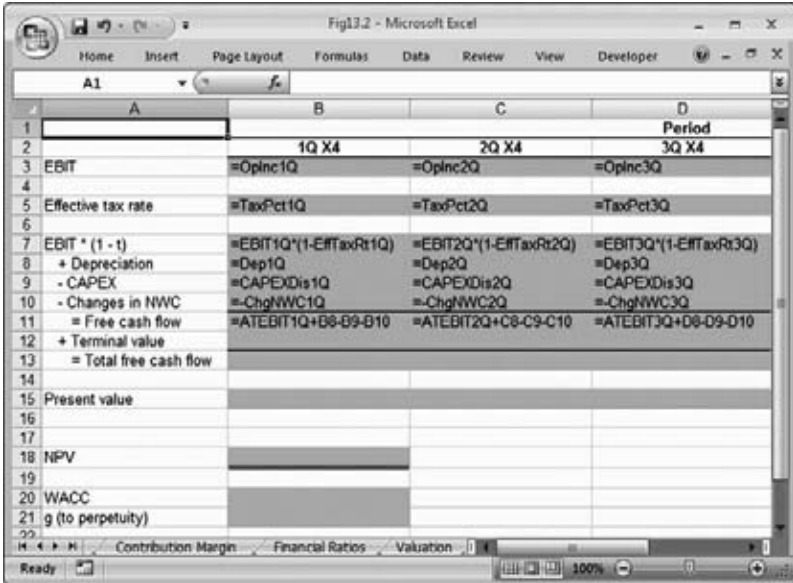 Fig13.2 - Microsoft Excel
Home Insert Page Layout Formulas Data Review View Developer
A1 fx
A B C D
1 Period
2 1Q X4 2Q X4 3Q X4
3 EBIT =OpInc1Q =OpInc2Q =OpInc3Q
4
5 Effective tax rate =TaxPct1Q =TaxPct2Q =TaxPct3Q
6
7 EBIT * (1 - t) =EBIT1Q*(1-EffTaxRt1Q) =EBIT2Q*(1-EffTaxRt2Q) =EBIT3Q*(1-EffTaxRt3Q)
8 + Depreciation =Dep1Q =Dep2Q =Dep3Q
9 - CAPEX =CAPEXDis1Q =CAPEXDis2Q =CAPEXDis3Q
10 - Changes in NWC =-ChgNWC1Q =-ChgNWC2Q =-ChgNWC3Q
11 = Free cash flow =ATEBIT1Q+B8-B9-B10 =ATEBIT2Q+C8-C9-C10 =ATEBIT3Q+D8-D9-D10
12 + Terminal value
13 = Total free cash flow
14
15 Present value
16
17
18 NPV
19
20 WACC
21 g (to perpetuity)
22
Contribution Margin Financial Ratios Valuation
Ready 100%